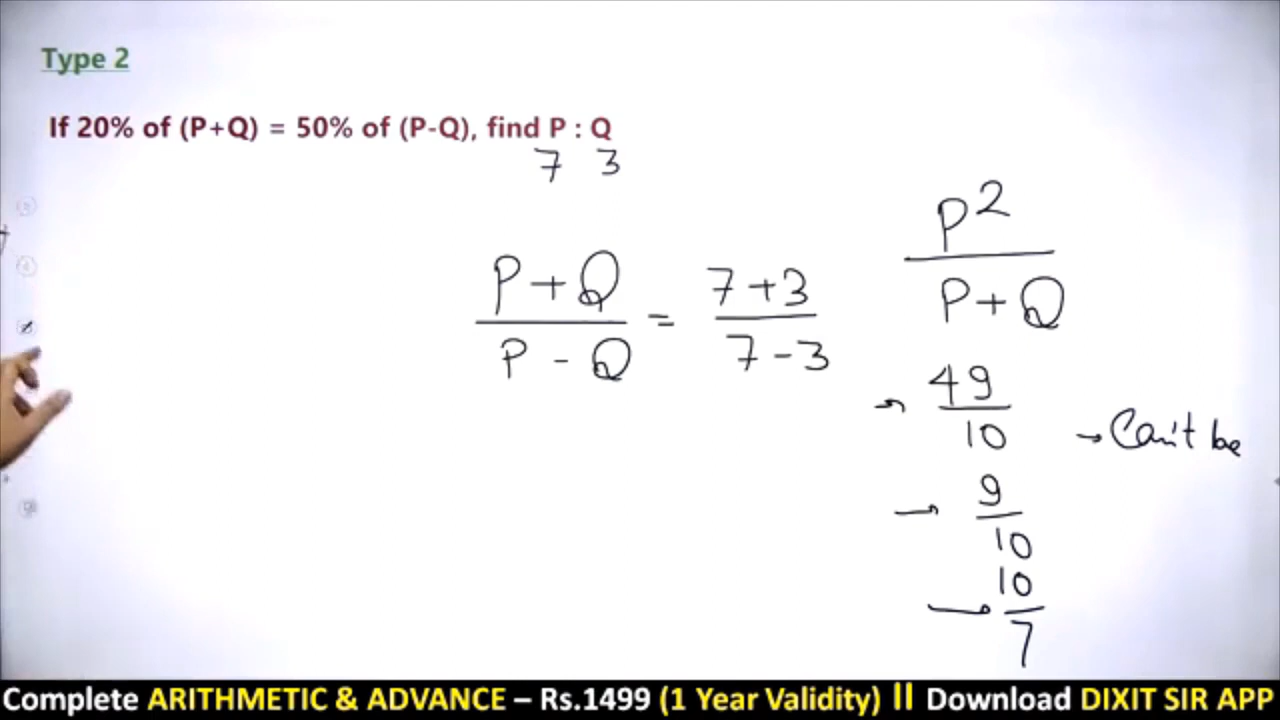 Type 2
If 20% of (P+Q) = 50% of (P-Q), find P : Q
7 3
P+Q
P - Q
=
7+3
7-3
P2
P+Q
49
10
→ Can't be
→ 9
10
→ 10
7
Complete ARITHMETIC & ADVANCE – Rs.1499 (1 Year Validity) II Download DIXIT SIR APP